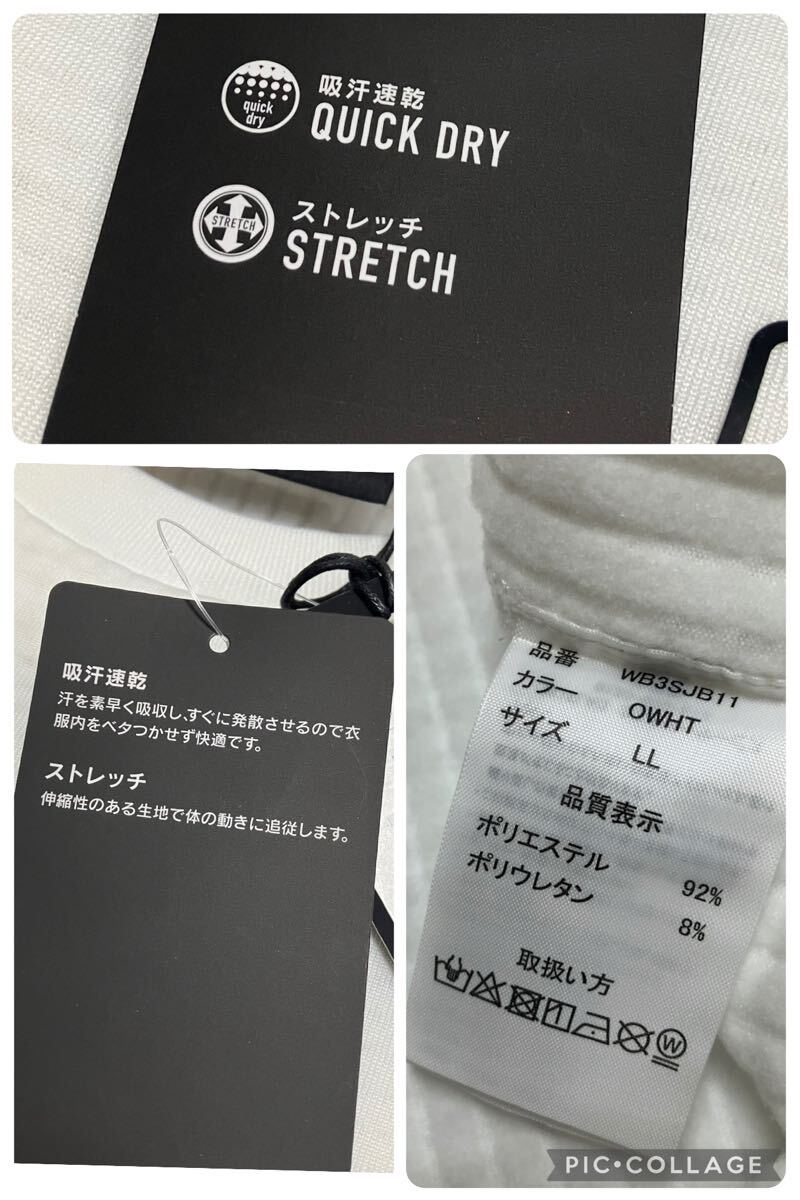 quick
dry
吸汗速乾
QUICK DRY
STRETCH
ストレッチ
STRETCH
吸汗速乾
汗を素早く吸収し、すぐに発散させるので衣
服内をベタつかせず快適です。
ストレッチ
伸縮性のある生地で体の動きに追従します。
品番 WB3SJB11
カラー OWHT
サイズ LL
品質表示
ポリエステル 92%
ポリウレタン 8%
取扱い方
W
PIC•COLLAGE